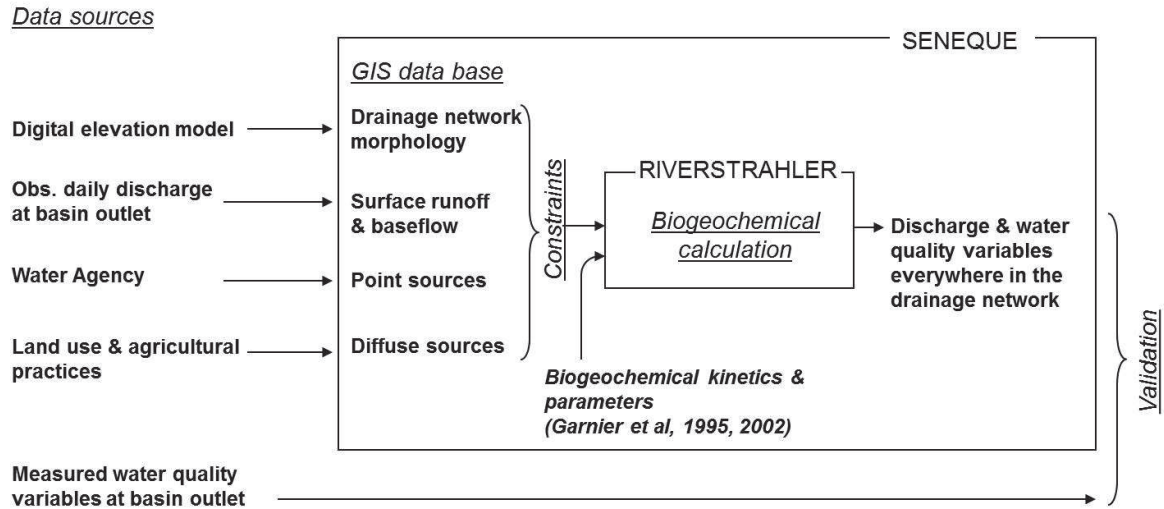 Data sources
SENEQUE
GIS data base
Digital elevation model
Drainage network
morphology
Obs. daily discharge
at basin outlet
Surface runoff
& baseflow
Water Agency
Point sources
Land use & agricultural
practices
Diffuse sources
Constraints
RIVERSTRAHLER
Biogeochemical
calculation
Biogeochemical kinetics &
parameters
(Garnier et al, 1995, 2002)
Discharge & water
quality variables
everywhere in the
drainage network
Validation
Measured water quality
variables at basin outlet